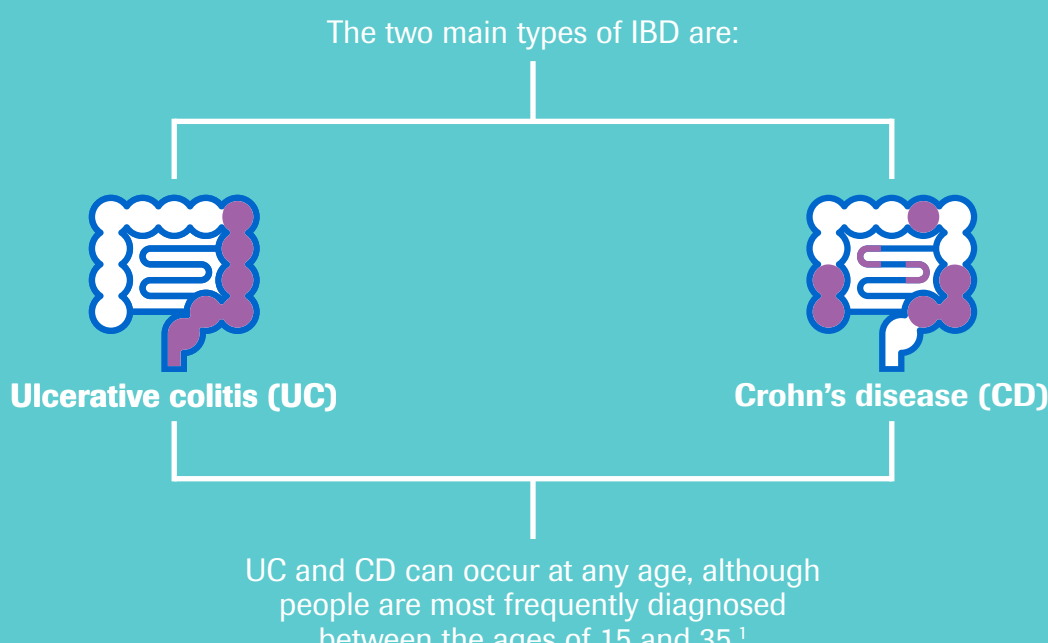 The two main types of IBD are:
Ulcerative colitis (UC)
Crohn’s disease (CD)
UC and CD can occur at any age, although
people are most frequently diagnosed
between the ages of 15 and 35.¹